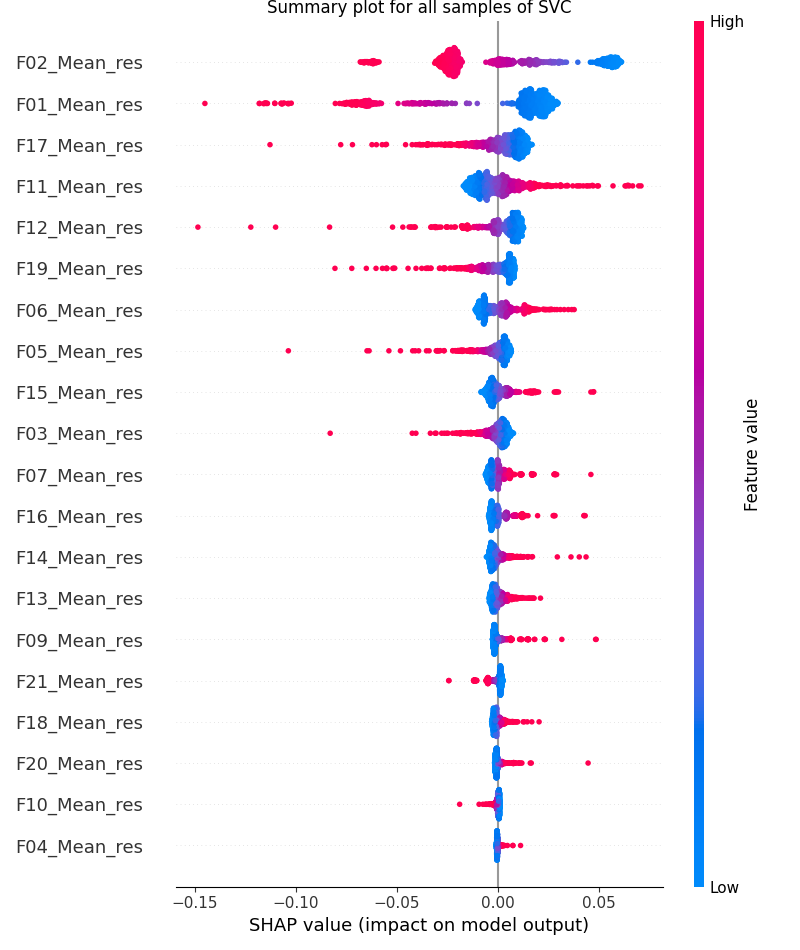 Summary plot for all samples of SVC
High
F02_Mean_res
F01_Mean_res
F17_Mean_res
F11_Mean_res
F12_Mean_res
F19_Mean_res
F06_Mean_res
F05_Mean_res
F15_Mean_res
F03_Mean_res
F07_Mean_res
F16_Mean_res
F14_Mean_res
F13_Mean_res
F09_Mean_res
F21_Mean_res
F18_Mean_res
F20_Mean_res
F10_Mean_res
F04_Mean_res
Feature value
Low
−0.15 −0.10 −0.05 0.00 0.05
SHAP value (impact on model output)